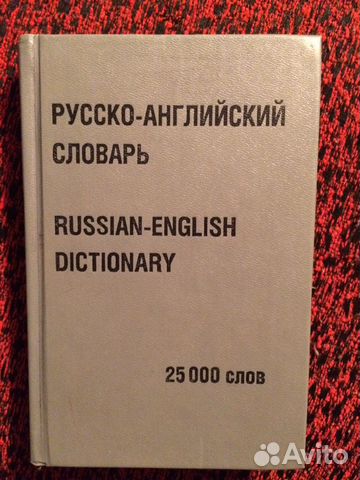 РУССКО-АНГЛИЙСКИЙ
СЛОВАРЬ
RUSSIAN-ENGLISH
DICTIONARY
25 000 слов
Avito